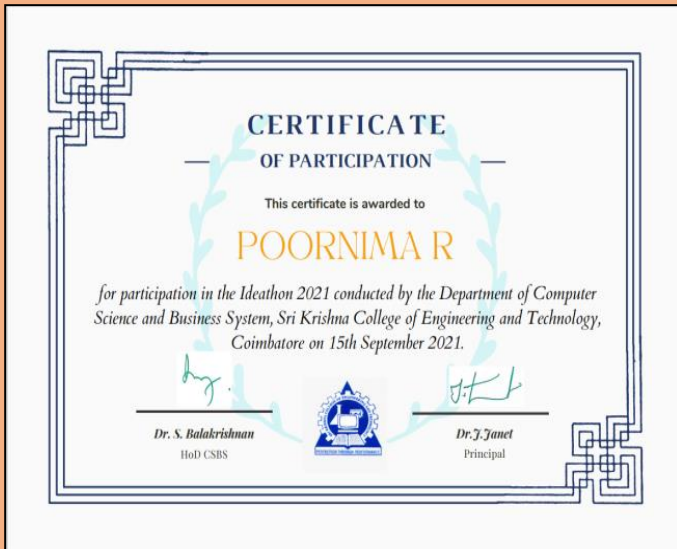 CERTIFICATE
OF PARTICIPATION
This certificate is awarded to
POORNIMA R
for participation in the Ideathon 2021 conducted by the Department of Computer
Science and Business System, Sri Krishna College of Engineering and Technology,
Coimbatore on 15th September 2021.
Dr. S. Balakrishnan
HoD CSBS
Dr.J.Janet
Principal